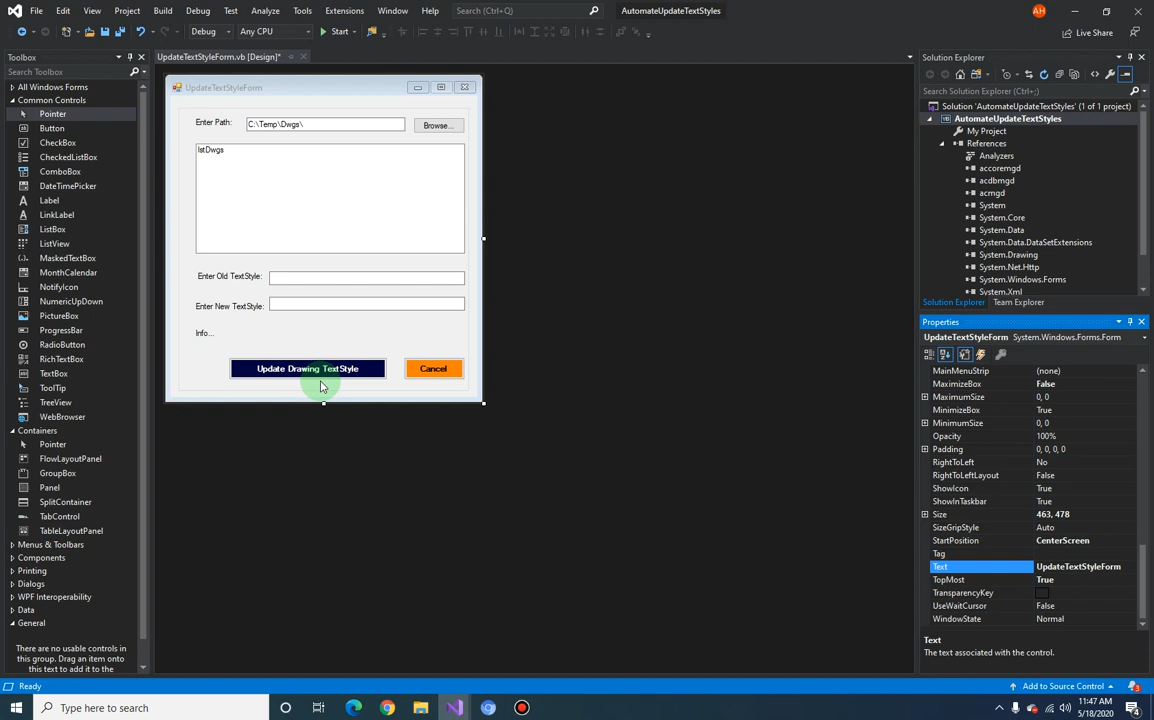 File Edit View Project Build Debug Test Analyze Tools Extensions Window Help Search (Ctrl+Q) AutomateUpdateTextStyles AH
Debug Any CPU Start Live Share
Toolbox
Search Toolbox
All Windows Forms
Common Controls
Pointer
Button
CheckBox
CheckedListBox
ComboBox
DateTimePicker
Label
LinkLabel
ListBox
ListView
MaskedTextBox
MonthCalendar
NotifyIcon
NumericUpDown
PictureBox
ProgressBar
RadioButton
RichTextBox
TextBox
ToolTip
TreeView
WebBrowser
Containers
Pointer
FlowLayoutPanel
GroupBox
Panel
SplitContainer
TabControl
TableLayoutPanel
Menus & Toolbars
Components
Printing
Dialogs
WPF Interoperability
Data
General
There are no usable controls in
this group. Drag an item onto
this text to add it to the
UpdateTextStyleForm.vb [Design]*
UpdateTextStyleForm
Enter Path: C:\Temp\Dwgs\ Browse...
lstDwgs
Enter Old TextStyle:
Enter New TextStyle:
Info...
Update Drawing TextStyle Cancel
Solution Explorer
Search Solution Explorer (Ctrl+;)
Solution 'AutomateUpdateTextStyles' (1 of 1 project)
VB AutomateUpdateTextStyles
My Project
References
Analyzers
accoremgd
acdbmgd
acmgd
System
System.Core
System.Data
System.Data.DataSetExtensions
System.Drawing
System.Net.Http
System.Windows.Forms
System.Xml
Solution Explorer Team Explorer
Properties
UpdateTextStyleForm System.Windows.Forms.Form
MainMenuStrip (none)
MaximizeBox False
MaximumSize 0, 0
MinimizeBox True
MinimumSize 0, 0
Opacity 100%
Padding 0, 0, 0, 0
RightToLeft No
RightToLeftLayout False
ShowIcon True
ShowInTaskbar True
Size 463, 478
SizeGripStyle Auto
StartPosition CenterScreen
Tag
Text UpdateTextStyleForm
TopMost True
TransparencyKey
UseWaitCursor False
WindowState Normal
Text
The text associated with the control.
Ready Add to Source Control 3
Type here to search
11:47 AM
5/18/2020
4